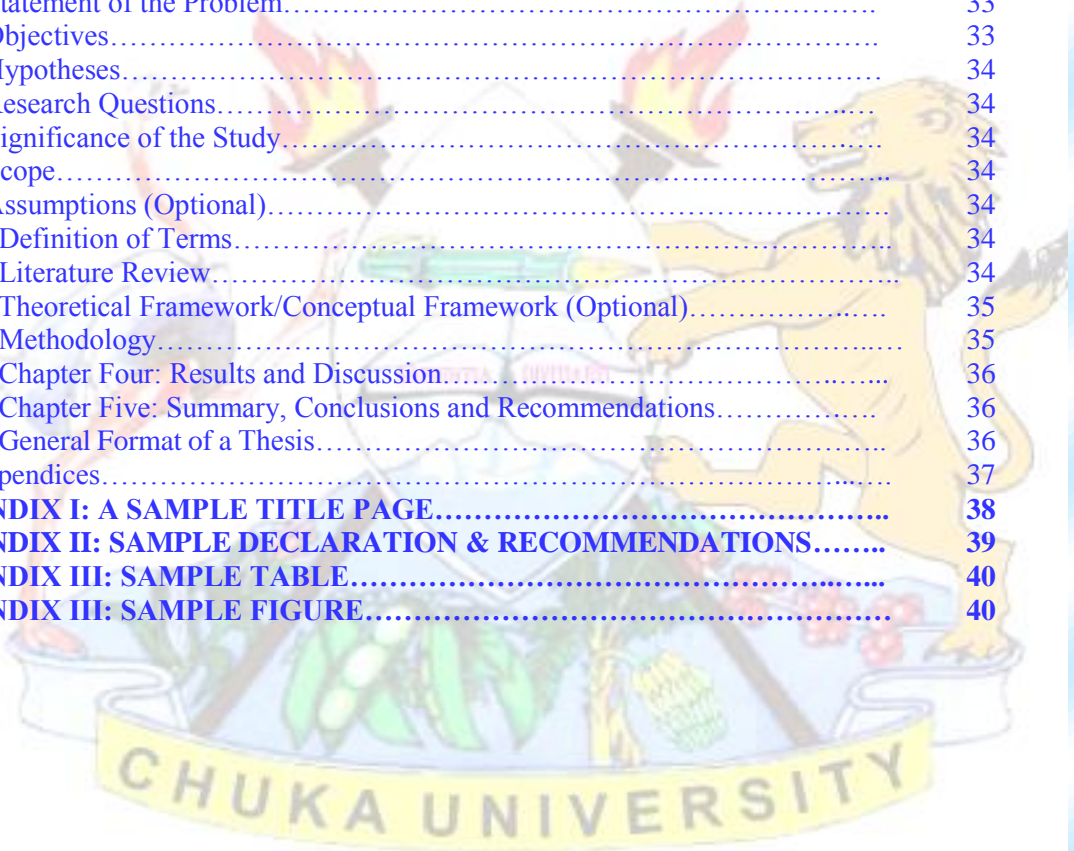 tatement of the Problem……………………………………………………. 33
Objectives………………………………………………………………. 33
Hypotheses……………………………………………………………… 34
Research Questions…………………………………………………….…… 34
ignificance of the Study……………………………………………….…. 34
cope…………………………………………………………………….. 34
Assumptions (Optional)……………………………………………………. 34
Definition of Terms……………………………………………………….. 34
Literature Review………………………………………………………….. 34
Theoretical Framework/Conceptual Framework (Optional)……………..…. 35
Methodology…………………………………………………………..…… 35
Chapter Four: Results and Discussion………………………………..…... 36
Chapter Five: Summary, Conclusions and Recommendations…………….…. 36
General Format of a Thesis……………………………………………….. 36
pendices………………………………………………………………..…… 37
NDIX I: A SAMPLE TITLE PAGE…………………………………….. 38
NDIX II: SAMPLE DECLARATION & RECOMMENDATIONS…….. 39
NDIX III: SAMPLE TABLE………………………………………..…... 40
NDIX III: SAMPLE FIGURE…………………………………………… 40
CHUKA UNIVERSITY